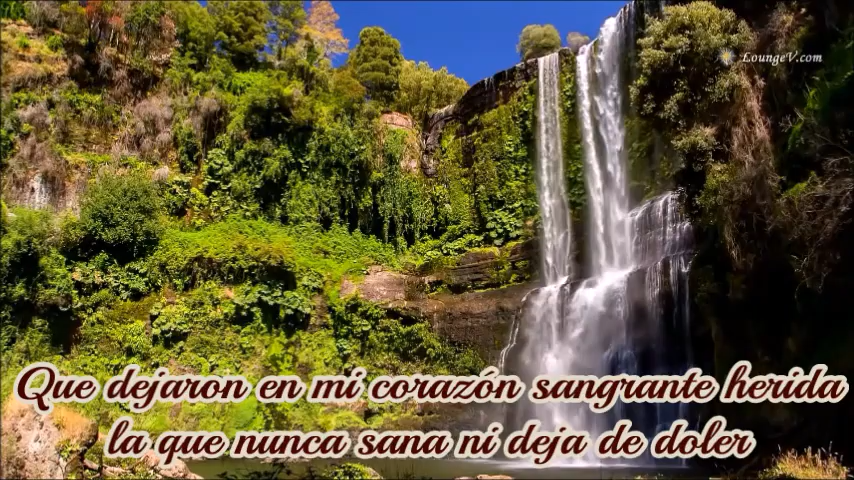 LoungeV.com
Que dejaron en mi corazón sangrante herida
la que nunca sana ni deja de doler